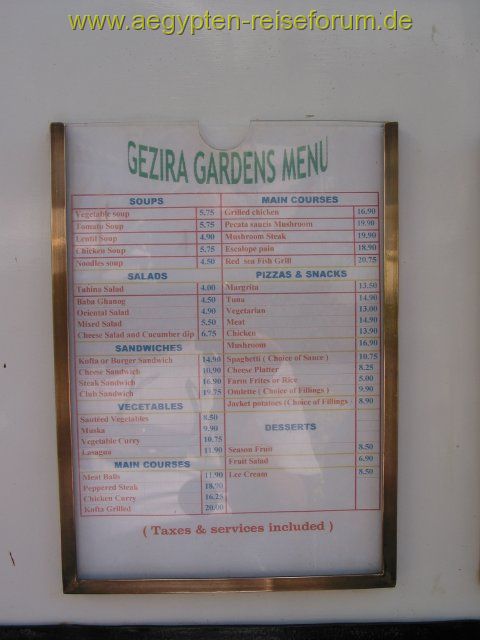 www.aegypten-reiseforum.de
GEZIRA GARDENS MENU
SOUPS
Vegetable soup 5.75
Tomato Soup 5.75
Lentil Soup 4.90
Chicken Soup 5.75
Noodles soup 4.50
SALADS
Tahina Salad 4.00
Baba Ghanog 4.50
Oriental Salad 4.90
Mixed Salad 5.50
Cheese Salad and Cucumber dip 6.75
SANDWICHES
Kofta or Burger Sandwich 14.90
Cheese Sandwich 10.90
Steak Sandwich 16.90
Club Sandwich 19.75
VECETABLES
Sautéed Vegetables 8.50
Muska 9.90
Vegetable Curry 10.75
Lasagna 11.90
MAIN COURSES
Meat Balls 11.90
Peppered Steak 18.90
Chicken Curry 16.25
Kofta Grilled 20.00
MAIN COURSES
Grilled chicken 16.90
Pecata saucis Mushroom 19.90
Mushroom Steak 19.90
Escalope pain 18.90
Red sea Fish Grill 20.75
PIZZAS & SNACKS
Margrita 13.50
Tuna 14.90
Vegetarian 13.00
Meat 14.90
Chicken 13.90
Mushroom 16.90
Spaghetti ( Choice of Sauce ) 10.75
Cheese Platter 8.25
Farm Frites or Rice 5.00
Omlette ( Choice of Fillings ) 9.90
Jacket potatoes (Choice of Fillings 8.90
DESSERTS
Season Fruit 8.50
Fruit Salad 6.90
I.ce Cream 8.50
( Taxes & services included )